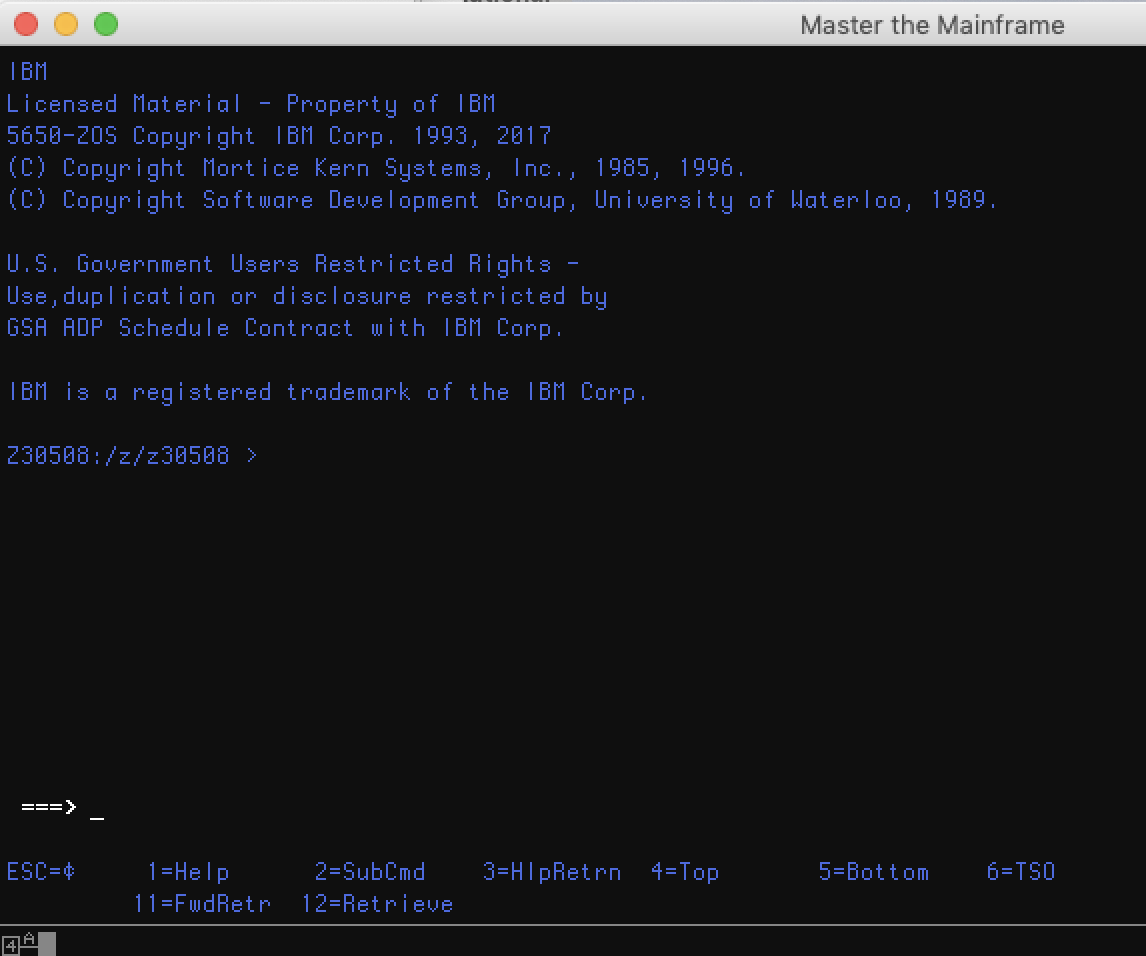 Master the Mainframe
IBM
Licensed Material - Property of IBM
5650-ZOS Copyright IBM Corp. 1993, 2017
(C) Copyright Mortice Kern Systems, Inc., 1985, 1996.
(C) Copyright Software Development Group, University of Waterloo, 1989.
U.S. Government Users Restricted Rights -
Use,duplication or disclosure restricted by
GSA ADP Schedule Contract with IBM Corp.
IBM is a registered trademark of the IBM Corp.
Z30508:/z/z30508 >
===> _
ESC=¢ 1=Help 2=SubCmd 3=HlpRetrn 4=Top 5=Bottom 6=TSO
11=FwdRetr 12=Retrieve
4 A